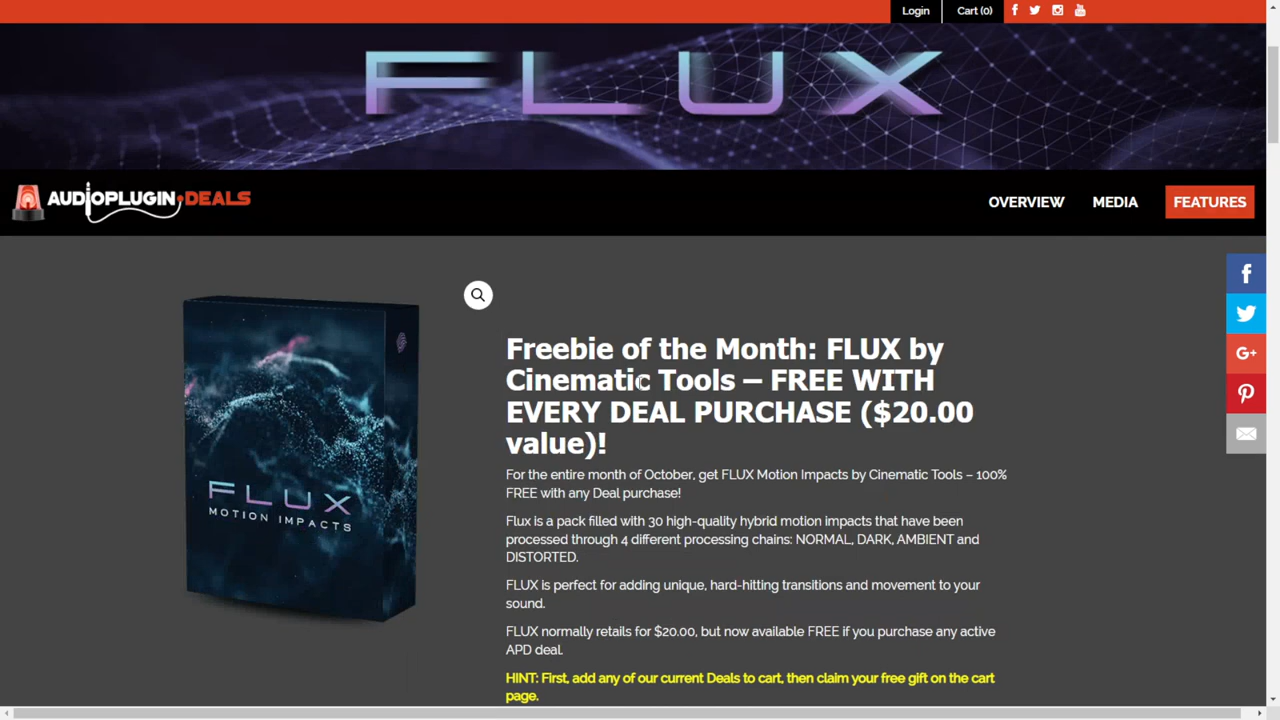 Login
Cart (0)
FLUX
AUDIOPLUGIN.DEALS
OVERVIEW
MEDIA
FEATURES
FLUX
MOTION IMPACTS
Freebie of the Month: FLUX by
Cinematic Tools – FREE WITH
EVERY DEAL PURCHASE ($20.00
value)!
For the entire month of October, get FLUX Motion Impacts by Cinematic Tools – 100%
FREE with any Deal purchase!
Flux is a pack filled with 30 high-quality hybrid motion impacts that have been
processed through 4 different processing chains: NORMAL, DARK, AMBIENT and
DISTORTED.
FLUX is perfect for adding unique, hard-hitting transitions and movement to your
sound.
FLUX normally retails for $20.00, but now available FREE if you purchase any active
APD deal.
HINT: First, add any of our current Deals to cart, then claim your free gift on the cart
page.